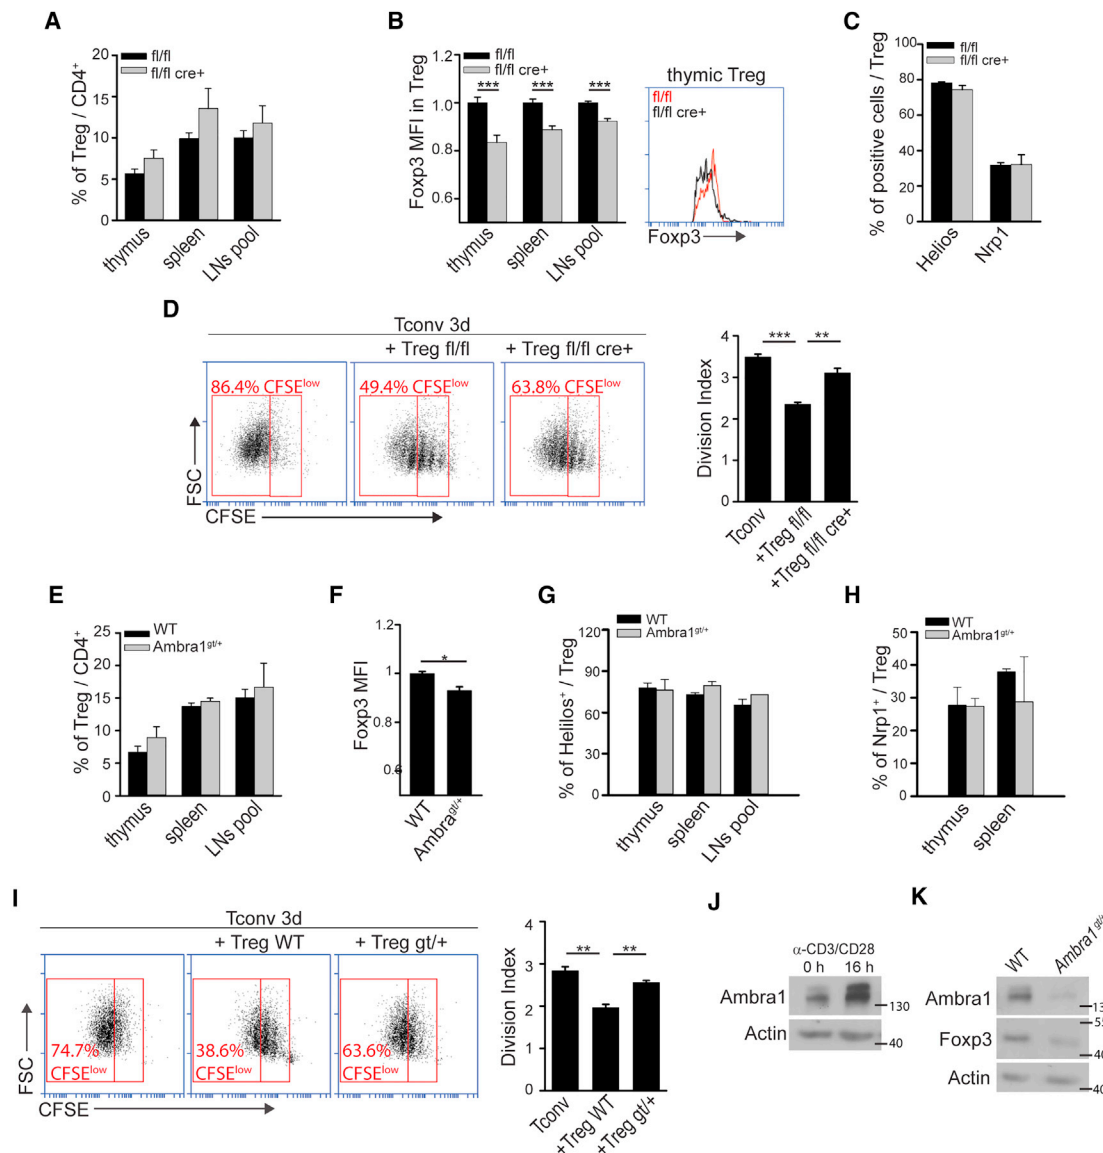 A
fl/fl
fl/fl cre+
% of Treg / CD4⁺
20
15
10
5
0
thymus
spleen
LNs pool
B
fl/fl
fl/fl cre+
Foxp3 MFI in Treg
1.2
1
0.8
0.6
*** *** ***
thymus
spleen
LNs pool
thymic Treg
fl/fl
fl/fl cre+
Foxp3
C
fl/fl
fl/fl cre+
% of positive cells / Treg
100
80
60
40
20
0
Helios
Nrp1
D
Tconv 3d
+ Treg fl/fl
+ Treg fl/fl cre+
86.4% CFSElow
49.4% CFSElow
63.8% CFSElow
FSC
CFSE
Division Index
4
3
2
1
0
*** **
Tconv
+Treg fl/fl
+Treg fl/fl cre+
E
WT
Ambra1gt/+
% of Treg / CD4⁺
25
20
15
10
5
0
thymus
spleen
LNs pool
F
Foxp3 MFI
1.2
1
0.8
0.6
*
WT
Ambragt/+
G
WT
Ambra1gt/+
% of Helilos⁺ / Treg
120
90
60
30
0
thymus
spleen
LNs pool
H
WT
Ambra1gt/+
% of Nrp1⁺ / Treg
50
40
30
20
10
0
thymus
spleen
I
Tconv 3d
+ Treg WT
+ Treg gt/+
74.7%
CFSElow
38.6%
CFSElow
63.6%
CFSElow
FSC
CFSE
Division Index
4
3
2
1
0
** **
Tconv
+Treg WT
+Treg gt/+
J
α-CD3/CD28
0 h 16 h
Ambra1
130
Actin
40
K
WT
Ambra1gt/+
Ambra1
13
55
Foxp3
40
Actin
40